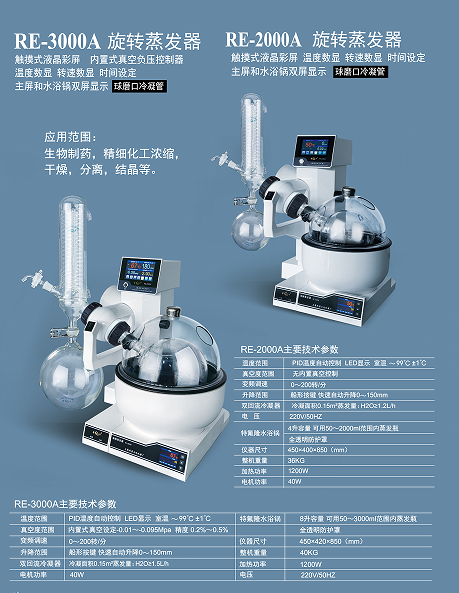 RE-3000A 旋转蒸发器
触摸式液晶彩屏 内置式真空负压控制器
温度数显 转速数显 时间设定
主屏和水浴锅双屏显示 球磨口冷凝管
RE-2000A 旋转蒸发器
触摸式液晶彩屏 温度数显 转速数显 时间设定
主屏和水浴锅双屏显示 球磨口冷凝管
应用范围:
生物制药,精细化工浓缩,
干燥,分离,结晶等。
RE-2000A主要技术参数
温度范围 PID温度自动控制 LED显示 室温 ~ 99℃ ±1℃
真空度范围 无内置真空控制
变频调速 0~200转/分
升降范围 船形按键 快速自动升降0~150mm
双回流冷凝器 冷凝面积0.15m²蒸发量: H2O≥1.2L/h
电 压 220V/50HZ
特氟隆水浴锅 4升容量 可用50~2000ml范围内蒸发瓶
全透明防护罩
仪器尺寸 450×400×850(mm)
整机重量 36KG
加热功率 1200W
电机功率 40W
RE-3000A主要技术参数
温度范围 PID温度自动控制 LED显示 室温 ~ 99℃ ±1℃ 特氟隆水浴锅 8升容量 可用50~3000ml范围内蒸发瓶
真空度范围 内置式真空设定-0.01~-0.095Mpa 精度 0.2%~0.5% 全透明防护罩
变频调速 0~200转/分 仪器尺寸 450×420×850(mm)
升降范围 船形按键 快速自动升降0~150mm 整机重量 40KG
双回流冷凝器 冷凝面积0.15m²蒸发量: H2O≥1.5L/h 加热功率 1200W
电机功率 40W 电压 220V/50HZ